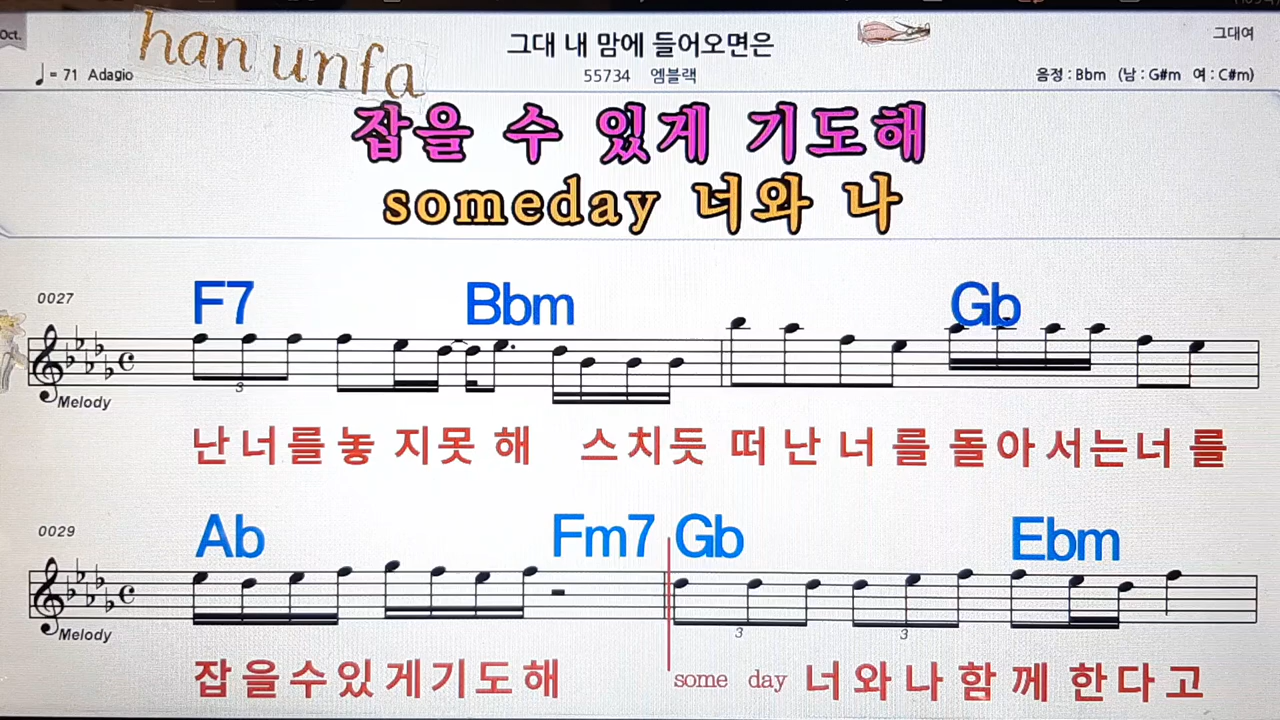 Oct.
han unfa
그대 내 맘에 들어오면은
그대여
♩= 71 Adagio
55734 엠블랙
음정 : Bbm (남 : G#m 여 : C#m)
잡을 수 있게 기도해
someday 너와 나
0027
F7 Bbm Gb
3
Melody
난 너 를 놓 지 못 해 스 치 듯 떠 난 너 를 돌 아 서 는 너 를
0029
Ab Fm7 Gb Ebm
3 3
Melody
잡 을 수 있 게 기 도 해 some day 너 와 나 함 께 한 다 고